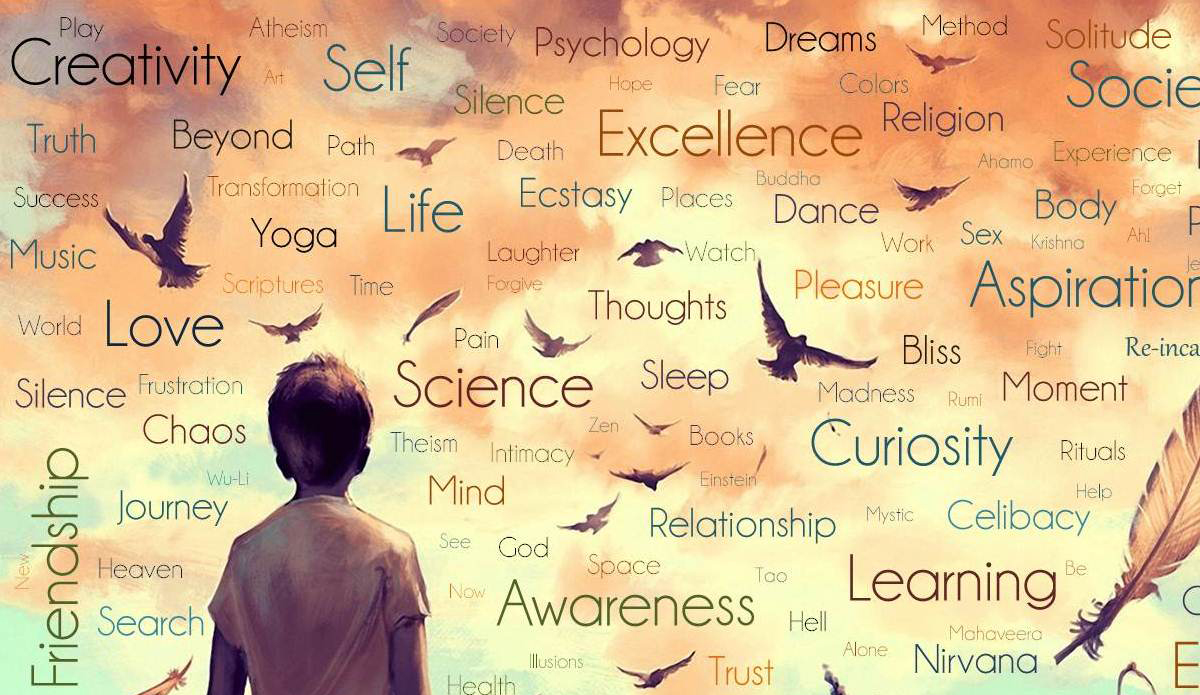 Play
Atheism
Society
Psychology
Dreams
Method
Solitude
Creativity
Art
Self
Silence
Hope
Fear
Colors
Socie
Truth
Beyond
Path
Death
Excellence
Religion
Ahamo
Experience
Success
Transformation
Life
Ecstasy
Places
Buddha
Dance
Body
Forget
Music
Yoga
Laughter
Watch
Work
Sex
Krishna
Ah!
Scriptures
Time
Forgive
Thoughts
Pleasure
Aspiration
World
Love
Pain
Bliss
Fight
Re-inca
Silence
Frustration
Science
Sleep
Madness
Rumi
Moment
Chaos
Theism
Intimacy
Zen
Books
Curiosity
Rituals
Friendship
Wu-Li
Journey
Mind
Einstein
Help
Relationship
Mystic
Celibacy
See
God
New
Heaven
Space
Tao
Learning
Be
Search
Now
Awareness
Hell
Alone
Mahaveera
Nirvana
Illusions
Health
Trust